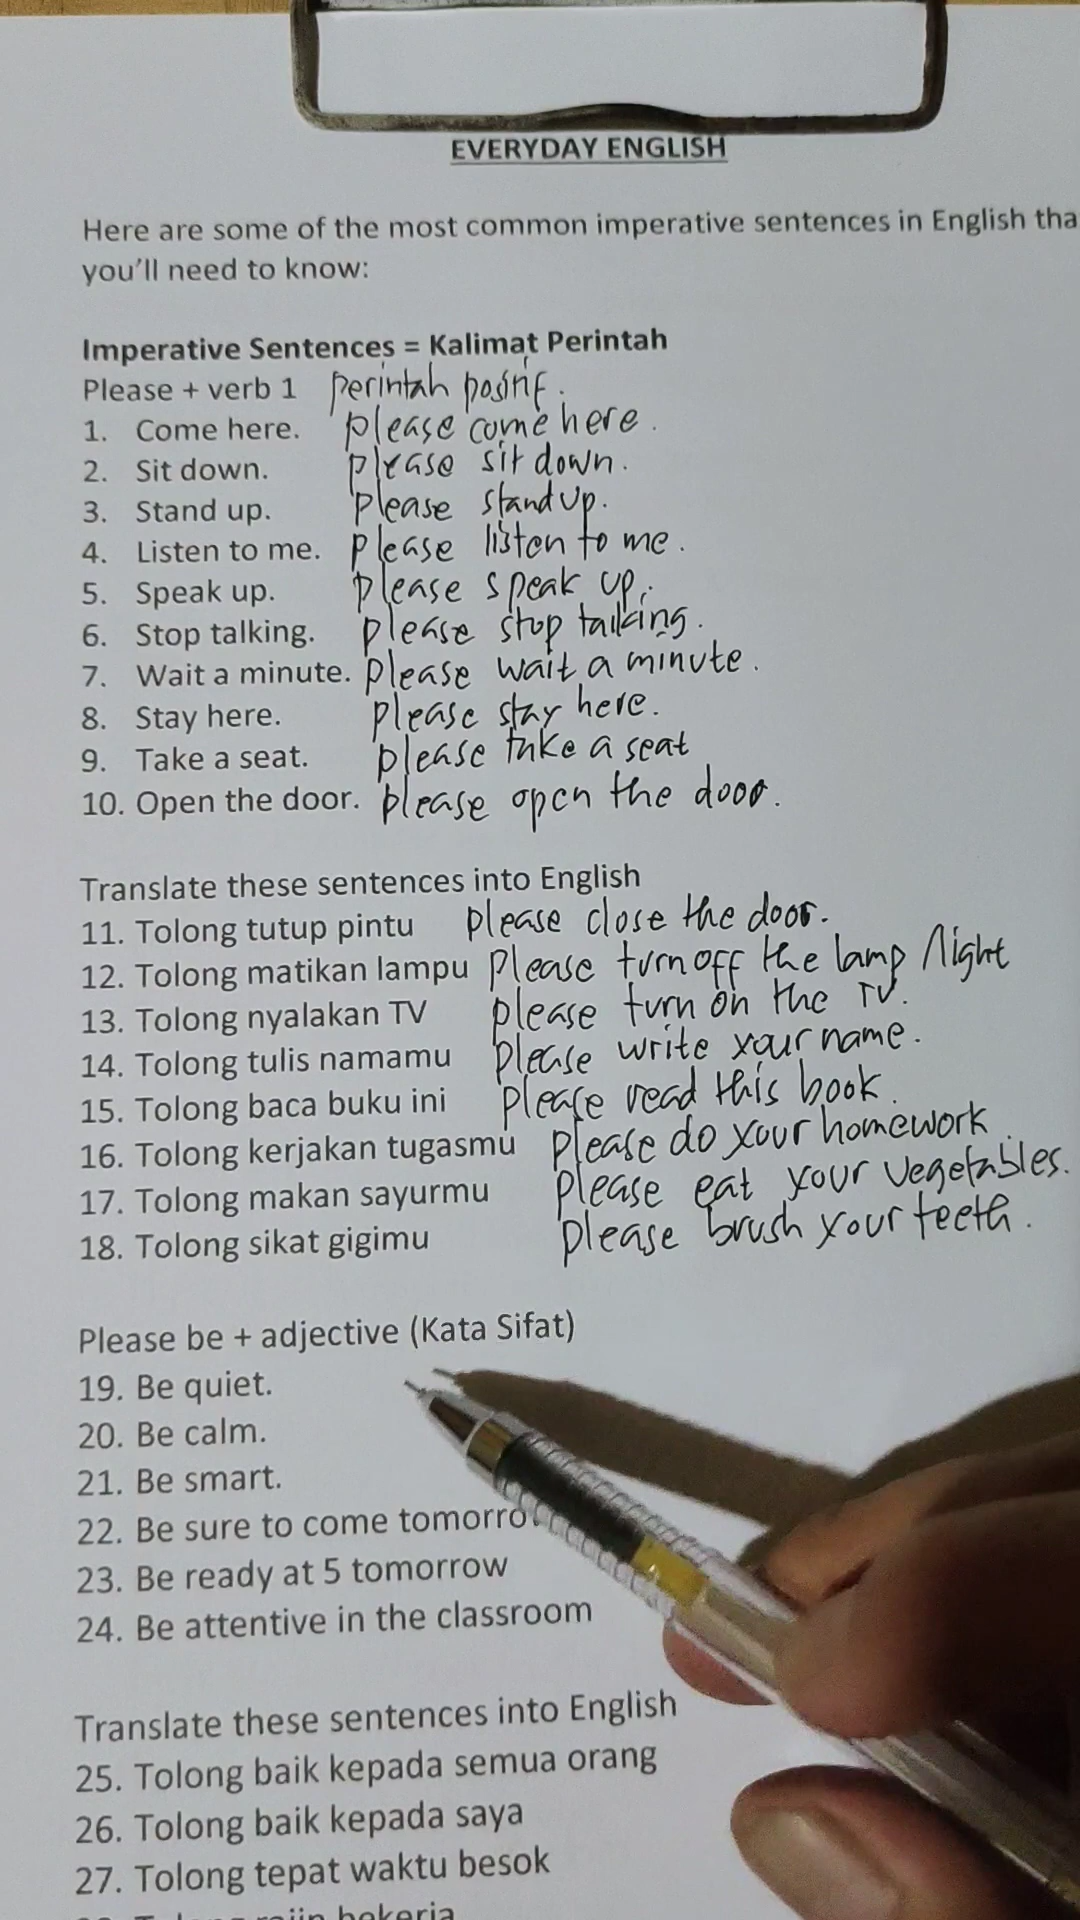 EVERYDAY ENGLISH
Here are some of the most common imperative sentences in English tha
you'll need to know:
Imperative Sentences = Kalimat Perintah
Please + verb 1 perintah positif.
1. Come here. please come here.
2. Sit down. please sit down.
3. Stand up. please stand up.
4. Listen to me. please listen to me.
5. Speak up. please speak up.
6. Stop talking. please stop talking.
7. Wait a minute. please wait a minute.
8. Stay here. please stay here.
9. Take a seat. please take a seat
10. Open the door. please open the door.
Translate these sentences into English
11. Tolong tutup pintu please close the door.
12. Tolong matikan lampu please turn off the lamp / light
13. Tolong nyalakan TV please turn on the TV.
14. Tolong tulis namamu please write your name.
15. Tolong baca buku ini please read this book.
16. Tolong kerjakan tugasmu please do your homework.
17. Tolong makan sayurmu please eat your vegetables.
18. Tolong sikat gigimu please brush your teeth.
Please be + adjective (Kata Sifat)
19. Be quiet.
20. Be calm.
21. Be smart.
22. Be sure to come tomorro
23. Be ready at 5 tomorrow
24. Be attentive in the classroom
Translate these sentences into English
25. Tolong baik kepada semua orang
26. Tolong baik kepada saya
27. Tolong tepat waktu besok
bekerja